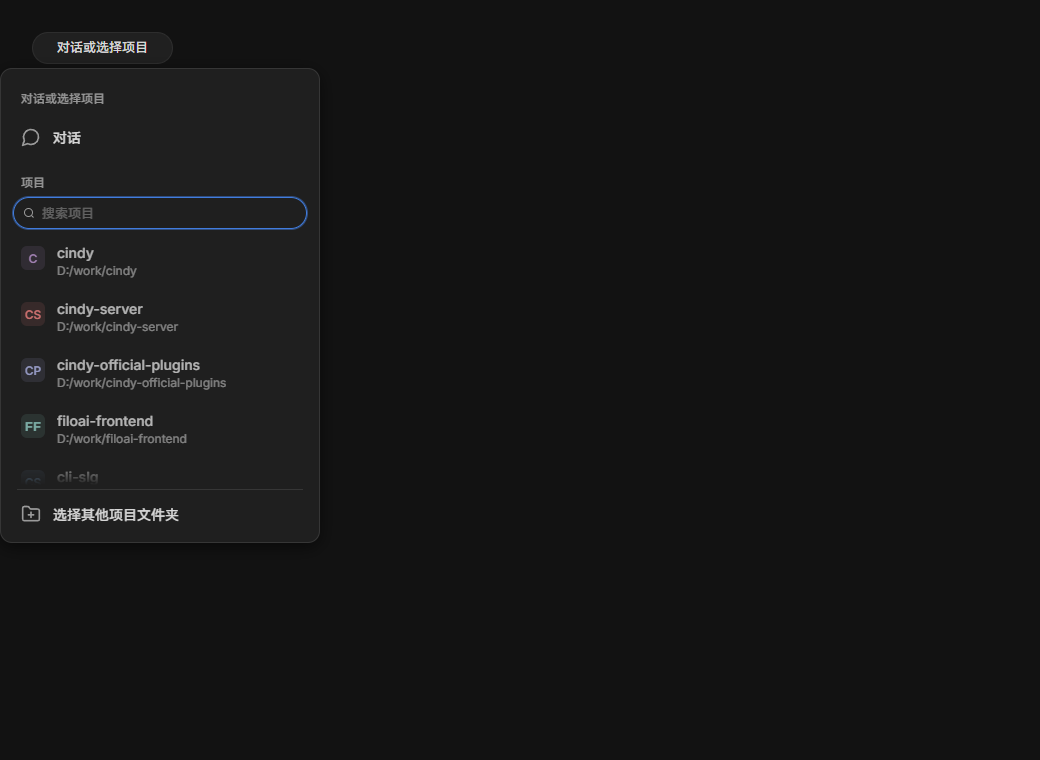 对话或选择项目
对话或选择项目
对话
项目
搜索项目
C
cindy
D:/work/cindy
CS
cindy-server
D:/work/cindy-server
CP
cindy-official-plugins
D:/work/cindy-official-plugins
FF
filoai-frontend
D:/work/filoai-frontend
cli-slg
选择其他项目文件夹